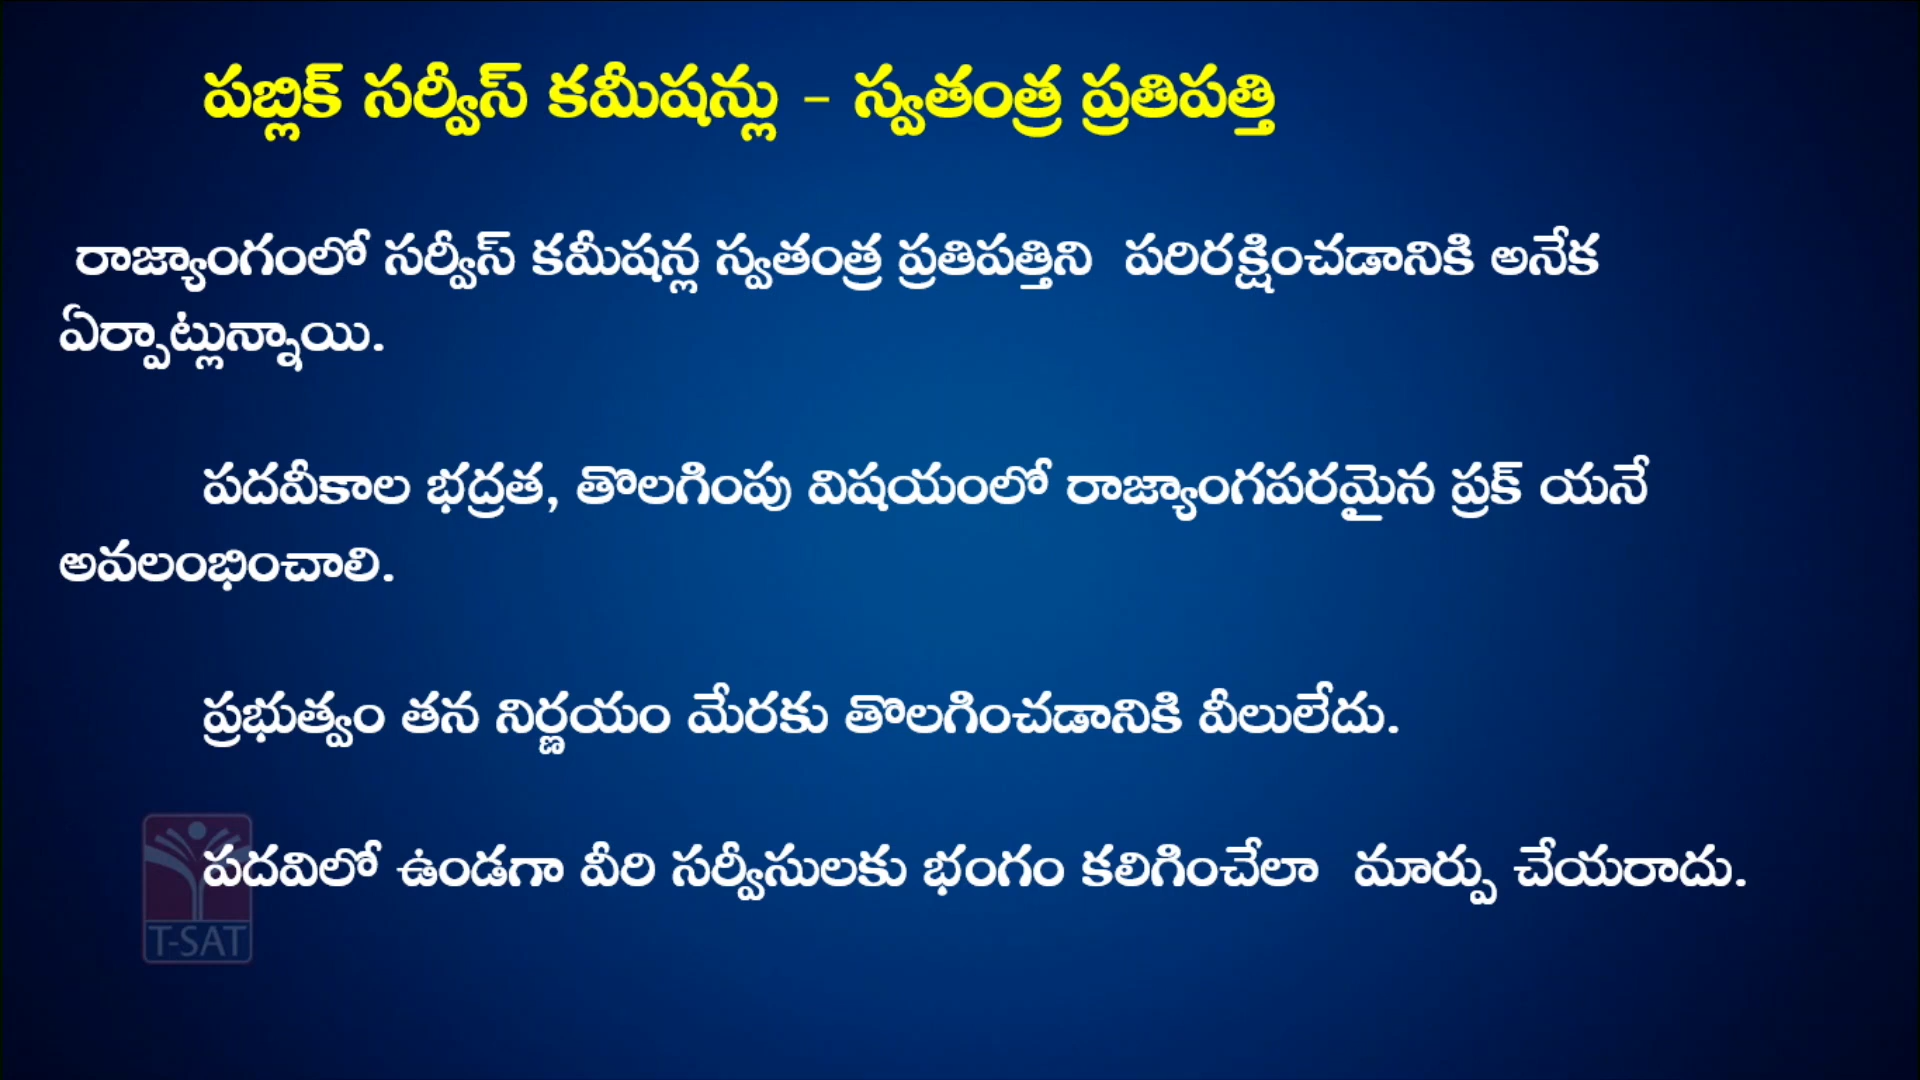 పబ్లిక్ సర్వీస్ కమీషన్లు - స్వతంత్ర ప్రతిపత్తి
రాజ్యాంగంలో సర్వీస్ కమీషన్ల స్వతంత్ర ప్రతిపత్తిని పరిరక్షించడానికి అనేక
ఏర్పాట్లున్నాయి.
పదవీకాల భద్రత, తొలగింపు విషయంలో రాజ్యాంగపరమైన ప్రక్ యనే
అవలంభించాలి.
ప్రభుత్వం తన నిర్ణయం మేరకు తొలగించడానికి వీలులేదు.
పదవిలో ఉండగా వీరి సర్వీసులకు భంగం కలిగించేలా మార్పు చేయరాదు.
T-SAT